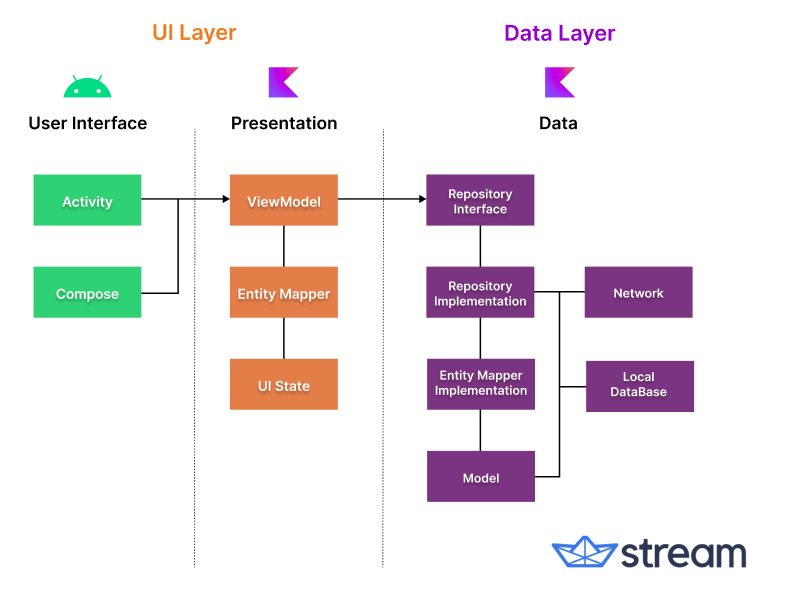 UI Layer
Data Layer
User Interface
Presentation
Data
Activity
ViewModel
Repository
Interface
Compose
Entity Mapper
Repository
Implementation
Network
UI State
Entity Mapper
Implementation
Local
DataBase
Model
stream